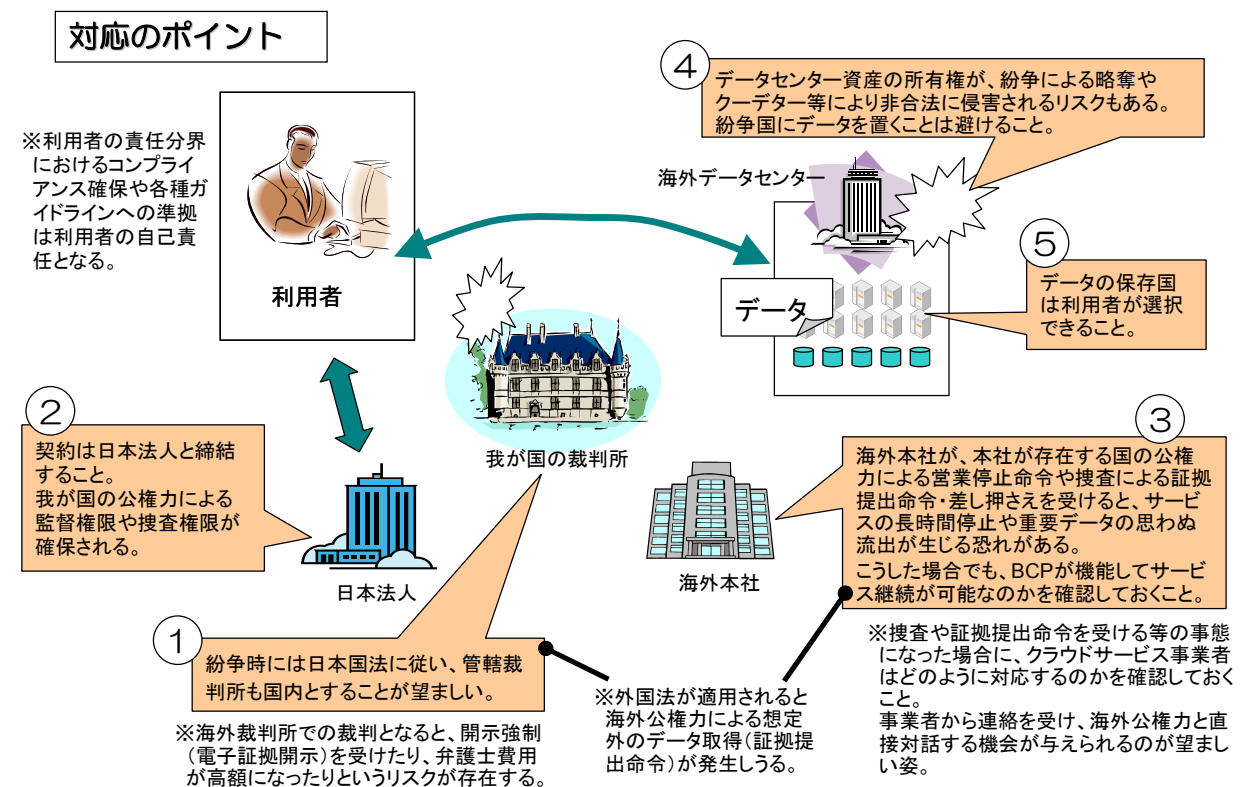 対応のポイント
④
データセンター資産の所有権が、紛争による略奪や
クーデター等により非合法に侵害されるリスクもある。
紛争国にデータを置くことは避けること。
※利用者の責任分界
におけるコンプライ
アンス確保や各種ガ
イドラインへの準拠
は利用者の自己責
任となる。
利用者
海外データセンター
データ
⑤
データの保存国
は利用者が選択
できること。
②
契約は日本法人と締結
すること。
我が国の公権力による
監督権限や捜査権限が
確保される。
日本法人
我が国の裁判所
海外本社
③
海外本社が、本社が存在する国の公権
力による営業停止命令や捜査による証拠
提出命令・差し押さえを受けると、サービ
スの長時間停止や重要データの思わぬ
流出が生じる恐れがある。
こうした場合でも、BCPが機能してサービ
ス継続が可能なのかを確認しておくこと。
①
紛争時には日本国法に従い、管轄裁
判所も国内とすることが望ましい。
※海外裁判所での裁判となると、開示強制
(電子証拠開示)を受けたり、弁護士費用
が高額になったりというリスクが存在する。
※外国法が適用されると
海外公権力による想定
外のデータ取得(証拠提
出命令)が発生しうる。
※捜査や証拠提出命令を受ける等の事態
になった場合に、クラウドサービス事業者
はどのように対応するのかを確認しておく
こと。
事業者から連絡を受け、海外公権力と直
接対話する機会が与えられるのが望まし
い姿。